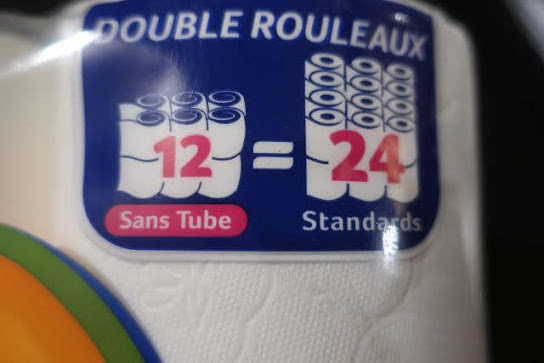 DOUBLE ROULEAUX
12 = 24
Sans Tube Standards